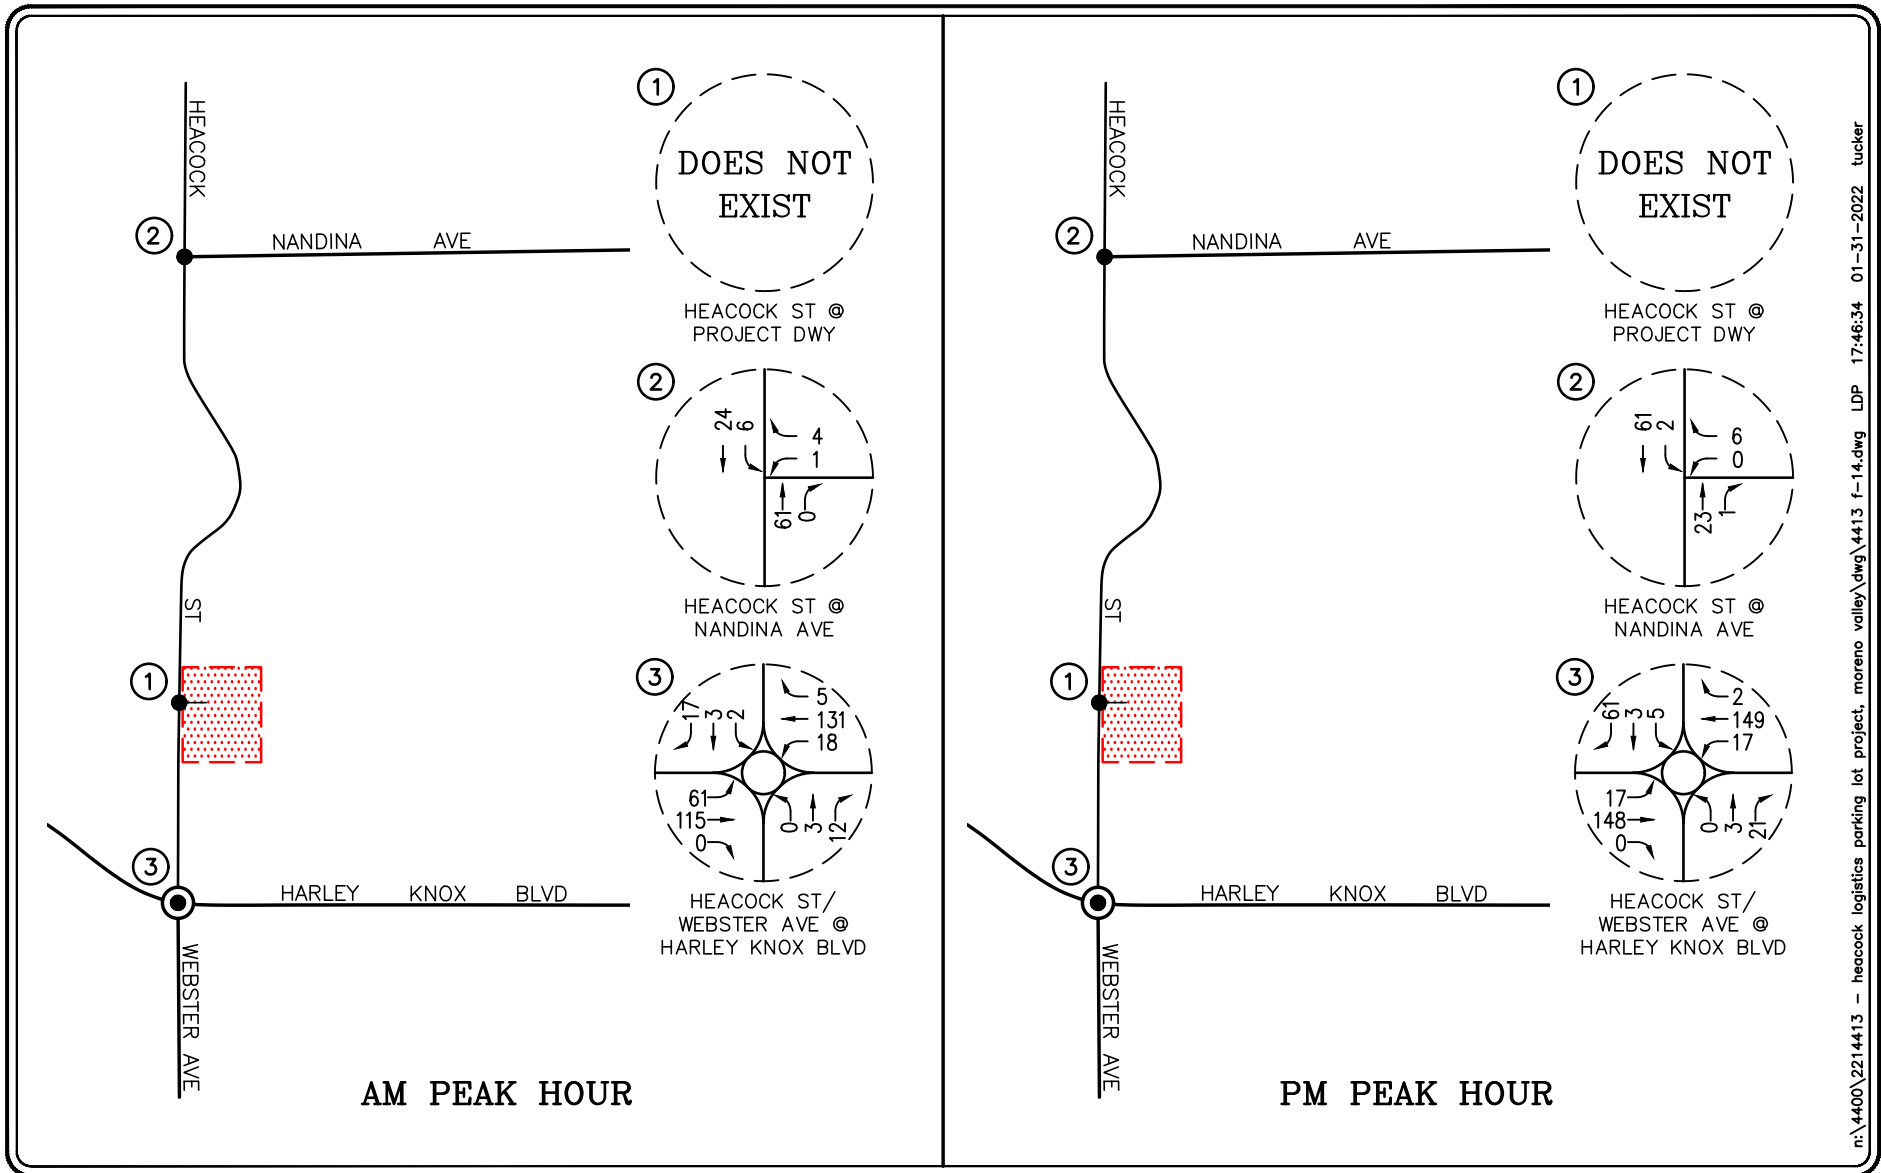 HEACOCK
2
NANDINA AVE
ST
1
3
HARLEY KNOX BLVD
WEBSTER AVE
1
DOES NOT
EXIST
HEACOCK ST @
PROJECT DWY
2
24
6
4
1
61
0
HEACOCK ST @
NANDINA AVE
3
17
3
2
5
131
18
61
115
0
0
3
12
HEACOCK ST/
WEBSTER AVE @
HARLEY KNOX BLVD
AM PEAK HOUR
HEACOCK
2
NANDINA AVE
ST
1
3
HARLEY KNOX BLVD
WEBSTER AVE
1
DOES NOT
EXIST
HEACOCK ST @
PROJECT DWY
2
61
2
6
0
23
1
HEACOCK ST @
NANDINA AVE
3
61
3
5
2
149
17
17
148
0
0
3
21
HEACOCK ST/
WEBSTER AVE @
HARLEY KNOX BLVD
PM PEAK HOUR
n:\4400\2214413 - heacock logistics parking lot project, moreno valley\dwg\4413 f-14.dwg LDP 17:46:34 01-31-2022 tucker